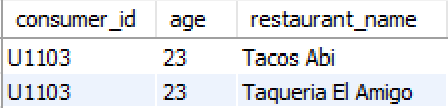 consumer_id age restaurant_name
U1103 23 Tacos Abi
U1103 23 Taqueria El Amigo